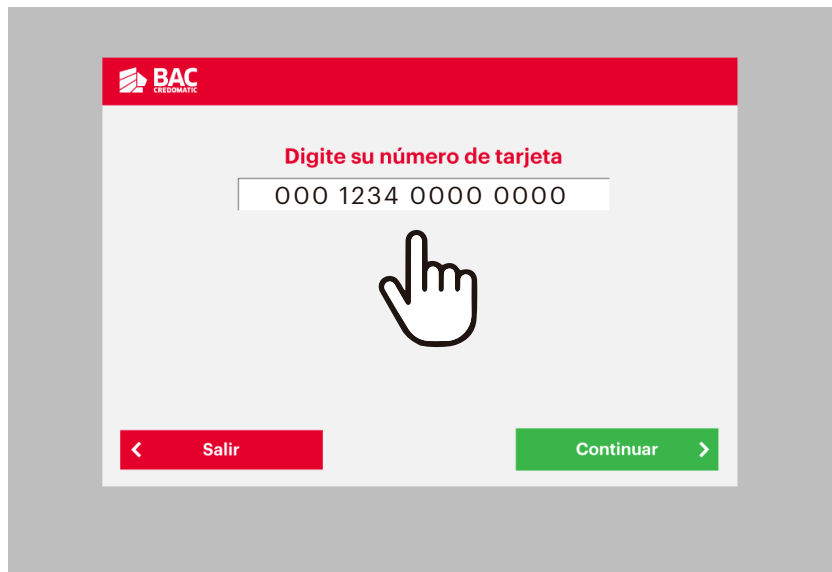 BAC
CREDOMATIC
Digite su número de tarjeta
000 1234 0000 0000
Salir
Continuar